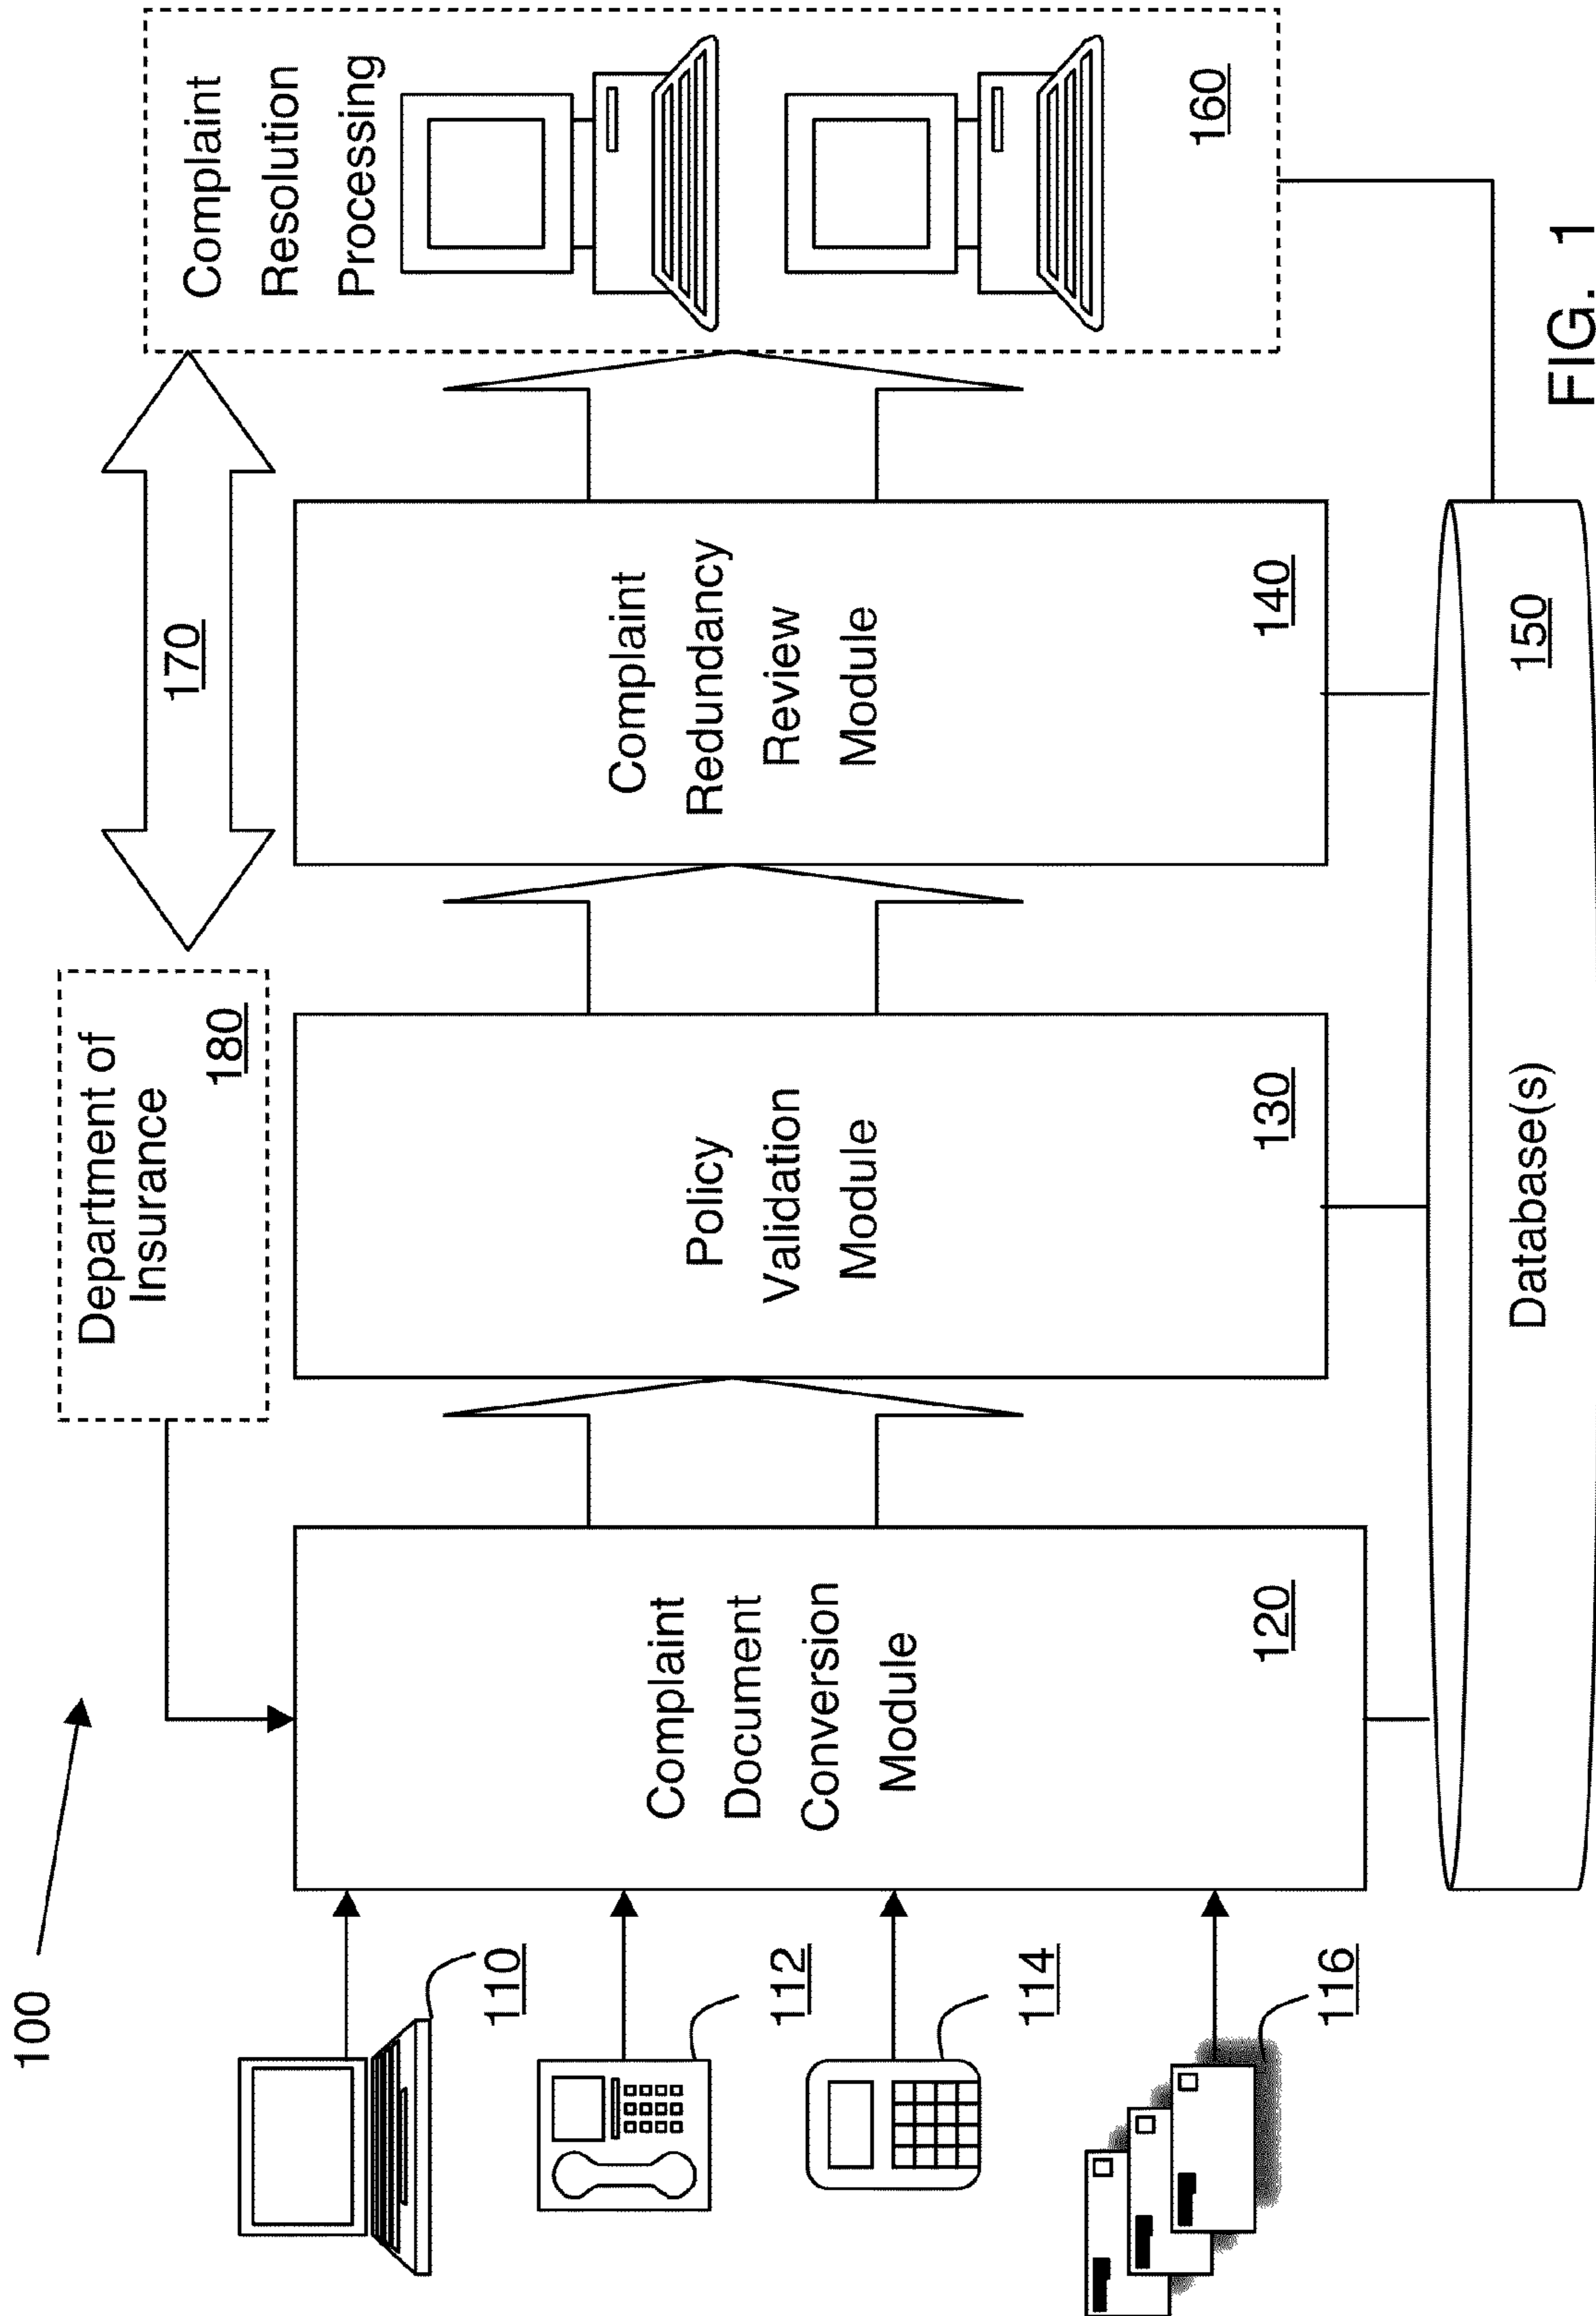 100
Department of
Insurance
180
170
Complaint
Resolution
Processing
160
110
112
114
116
Complaint
Document
Conversion
Module
120
Policy
Validation
Module
130
Complaint
Redundancy
Review
Module
140
Database(s)
150
FIG. 1